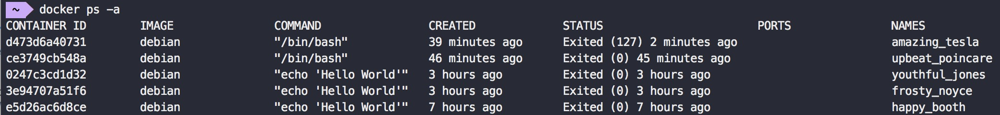 ~ docker ps -a
CONTAINER ID IMAGE COMMAND CREATED STATUS PORTS NAMES
d473d6a40731 debian "/bin/bash" 39 minutes ago Exited (127) 2 minutes ago amazing_tesla
ce3749cb548a debian "/bin/bash" 46 minutes ago Exited (0) 45 minutes ago upbeat_poincare
0247c3cd1d32 debian "echo 'Hello World'" 3 hours ago Exited (0) 3 hours ago youthful_jones
3e94707a51f6 debian "echo 'Hello World'" 3 hours ago Exited (0) 3 hours ago frosty_noyce
e5d26ac6d8ce debian "echo 'Hello World'" 7 hours ago Exited (0) 7 hours ago happy_booth